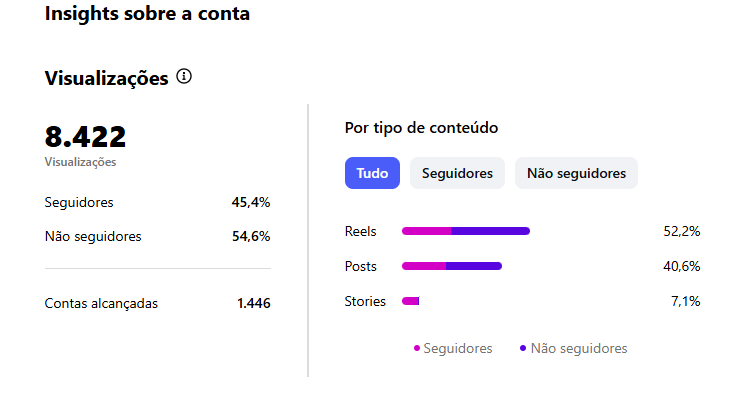 Insights sobre a conta
Visualizações
8.422
Visualizações
Seguidores 45,4%
Não seguidores 54,6%
Contas alcançadas 1.446
Por tipo de conteúdo
Tudo Seguidores Não seguidores
Reels 52,2%
Posts 40,6%
Stories 7,1%
Seguidores Não seguidores